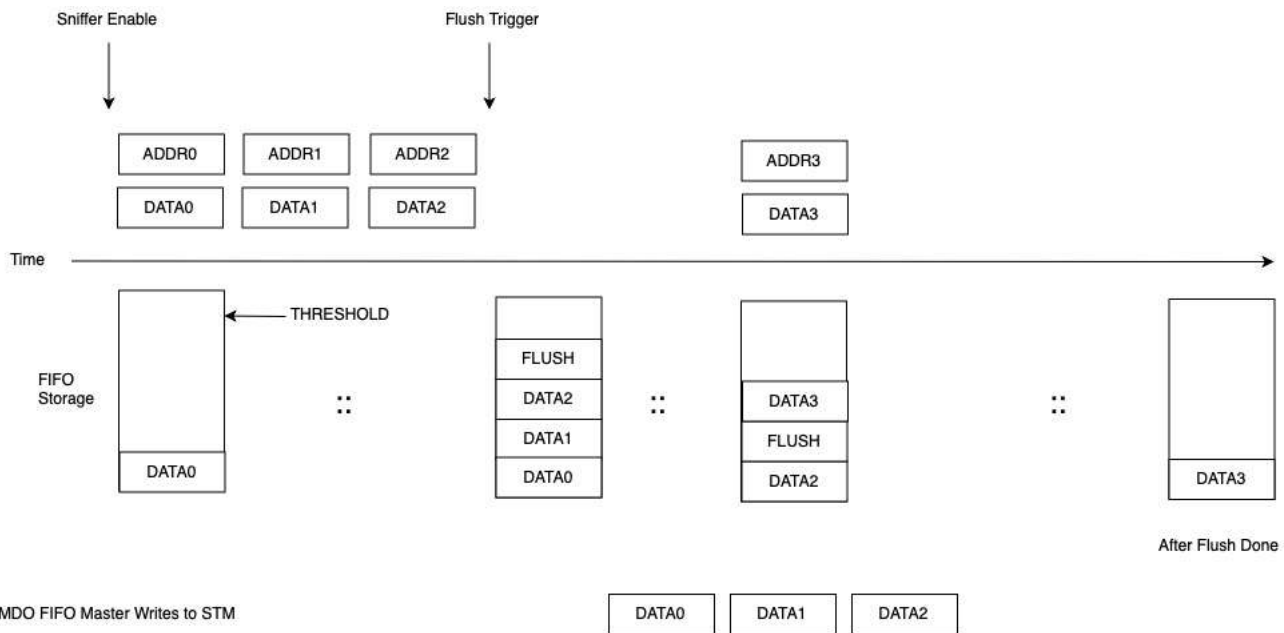 Sniffer Enable Flush Trigger
ADDR0 ADDR1 ADDR2 ADDR3
DATA0 DATA1 DATA2 DATA3
Time
THRESHOLD
FIFO
Storage
::
::
::
DATA0
FLUSH
DATA2
DATA1
DATA0
DATA3
FLUSH
DATA2
DATA3
After Flush Done
MDO FIFO Master Writes to STM DATA0 DATA1 DATA2